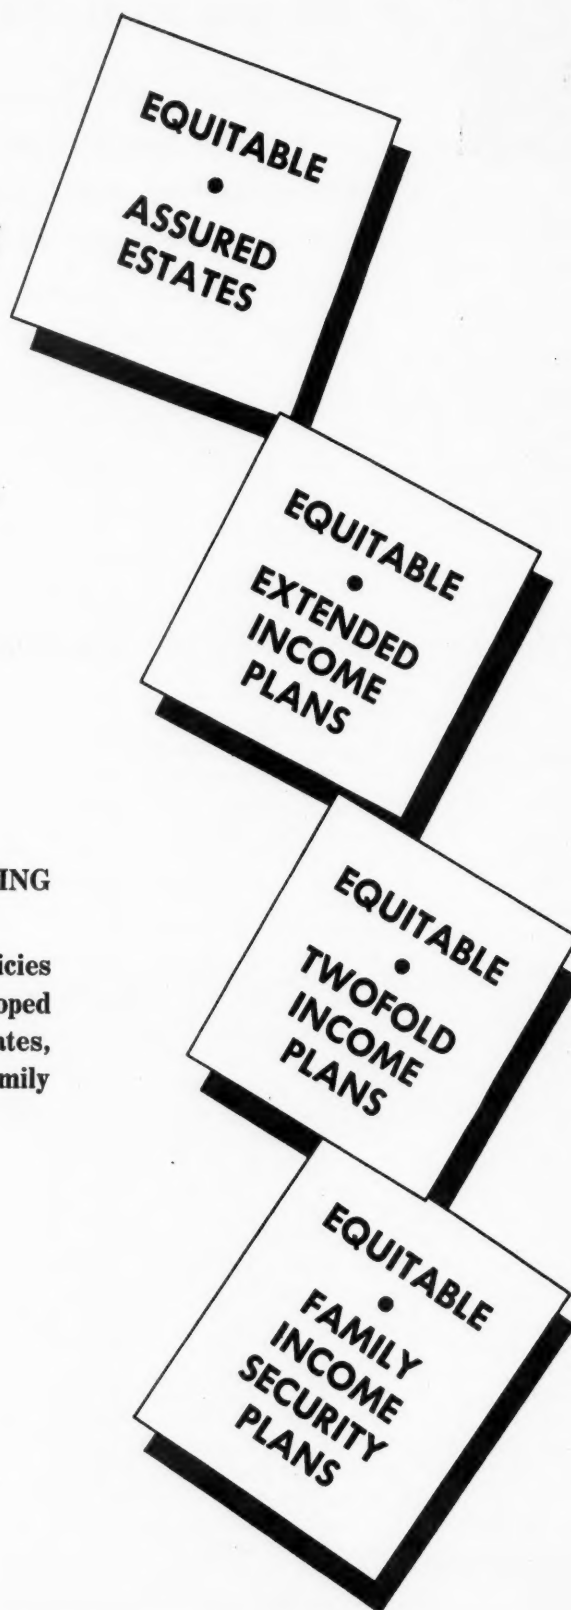 EQUITABLE
•
ASSURED
ESTATES
EQUITABLE
•
EXTENDED
INCOME
PLANS
ING
icies
oped
ates,
mily
EQUITABLE
•
TWOFOLD
INCOME
PLANS
EQUITABLE
•
FAMILY
INCOME
SECURITY
PLANS